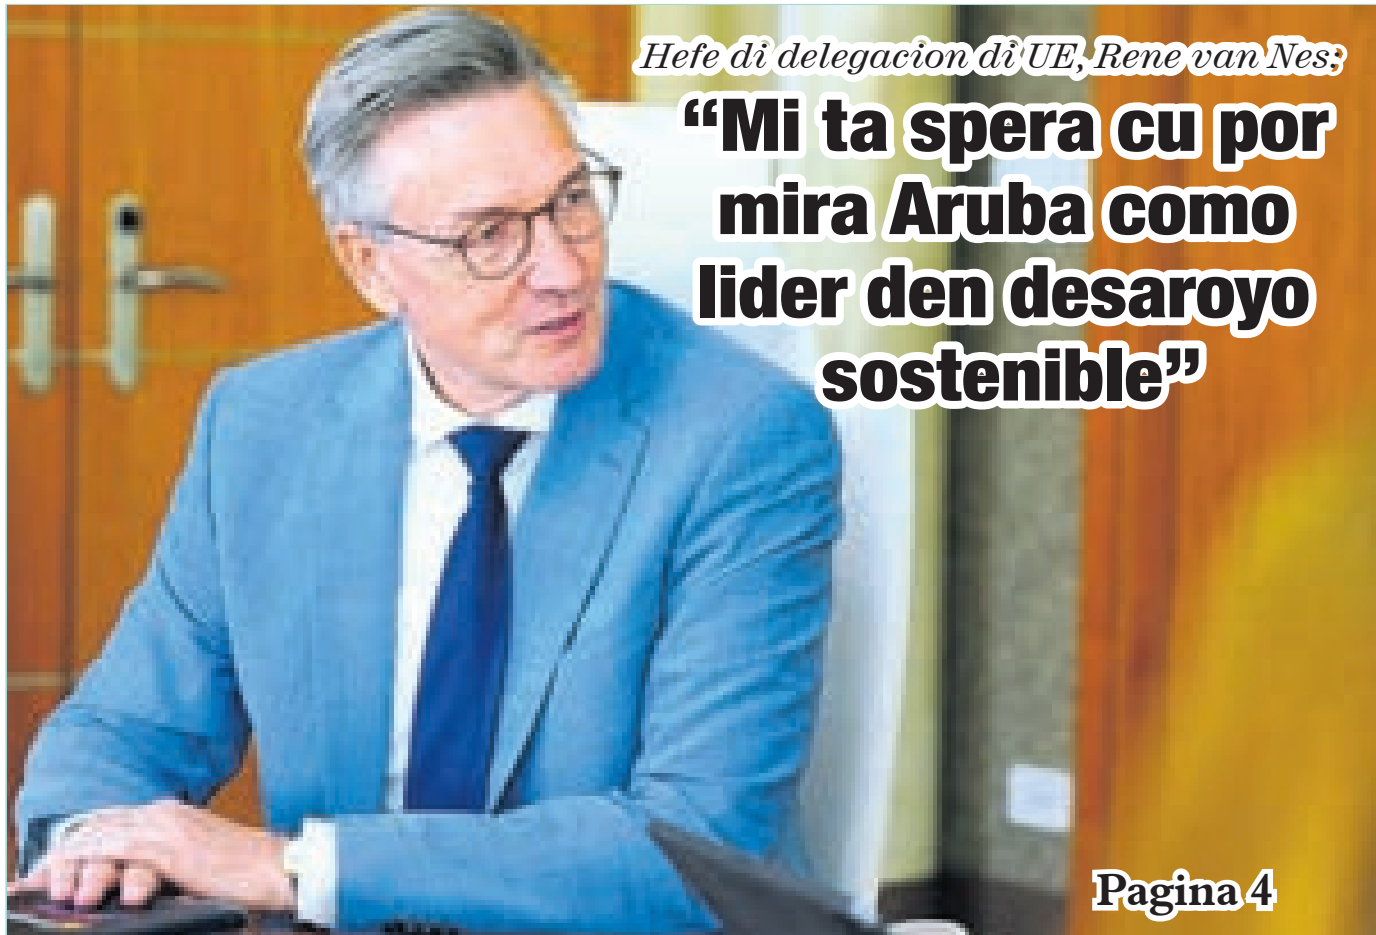 Hefe di delegacion di UE, Rene van Nes;
“Mi ta spera cu por
mira Aruba como
lider den desaroyo
sostenible”
Pagina 4